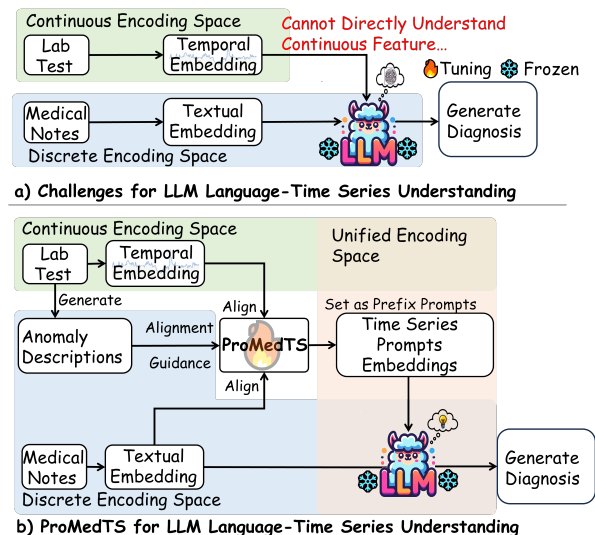 Continuous Encoding Space
Cannot Directly Understand
Continuous Feature...
Lab
Test
Temporal
Embedding
Tuning
Frozen
Medical
Notes
Textual
Embedding
LLM
Generate
Diagnosis
Discrete Encoding Space
a) Challenges for LLM Language-Time Series Understanding
Continuous Encoding Space
Unified Encoding
Space
Lab
Test
Temporal
Embedding
Generate
Align
Set as Prefix Prompts
Anomaly
Descriptions
Alignment
Guidance
ProMedTS
Time Series
Prompts
Embeddings
Align
Medical
Notes
Textual
Embedding
LLM
Generate
Diagnosis
Discrete Encoding Space
b) ProMedTS for LLM Language-Time Series Understanding